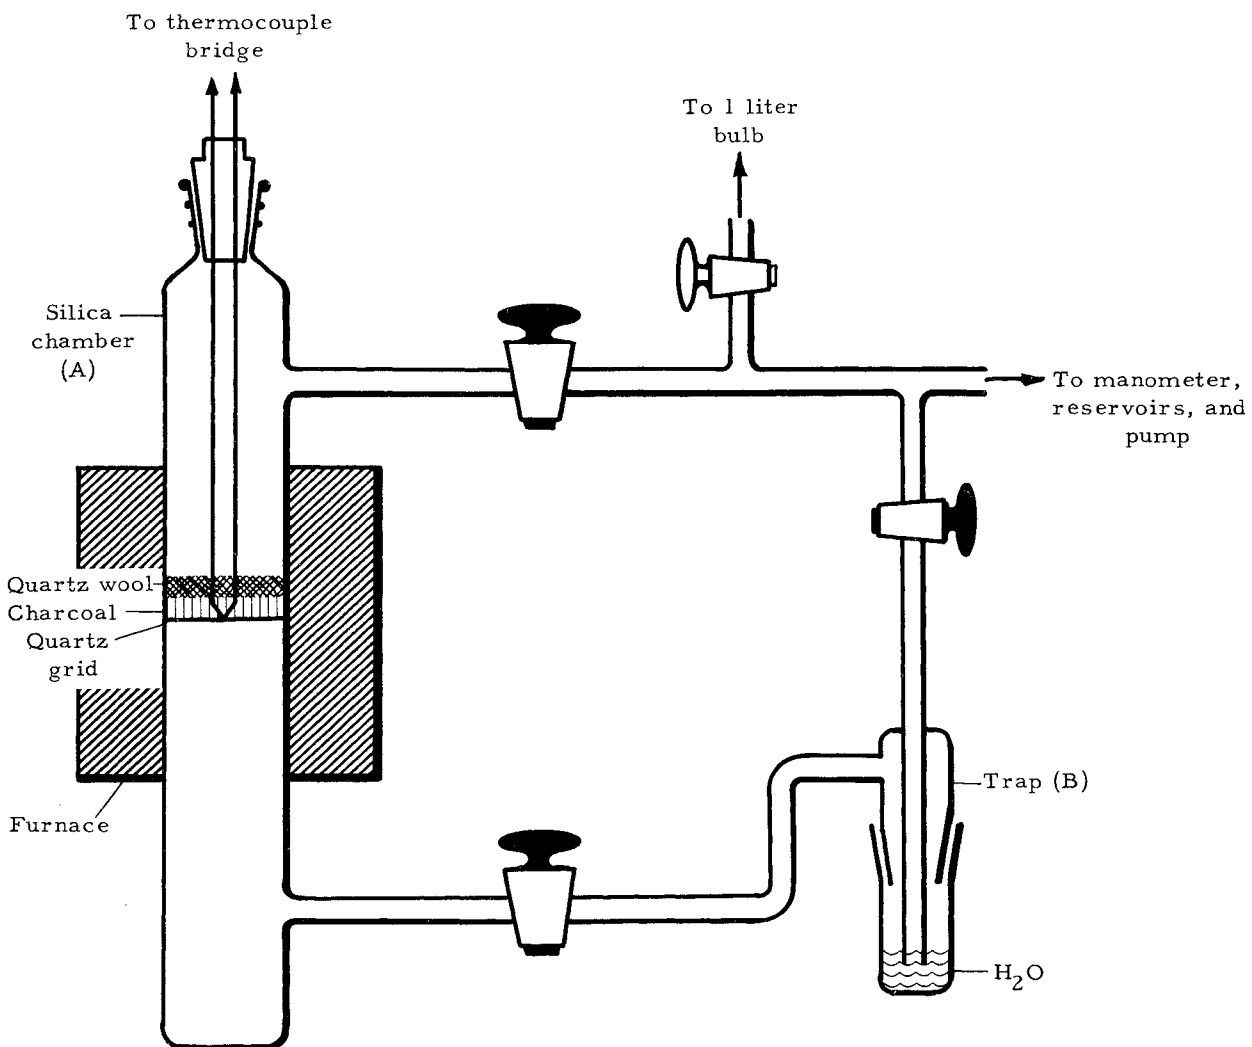 To thermocouple
bridge
To 1 liter
bulb
Silica
chamber
(A)
To manometer,
reservoirs, and
pump
Quartz wool
Charcoal
Quartz
grid
Trap (B)
Furnace
H₂O